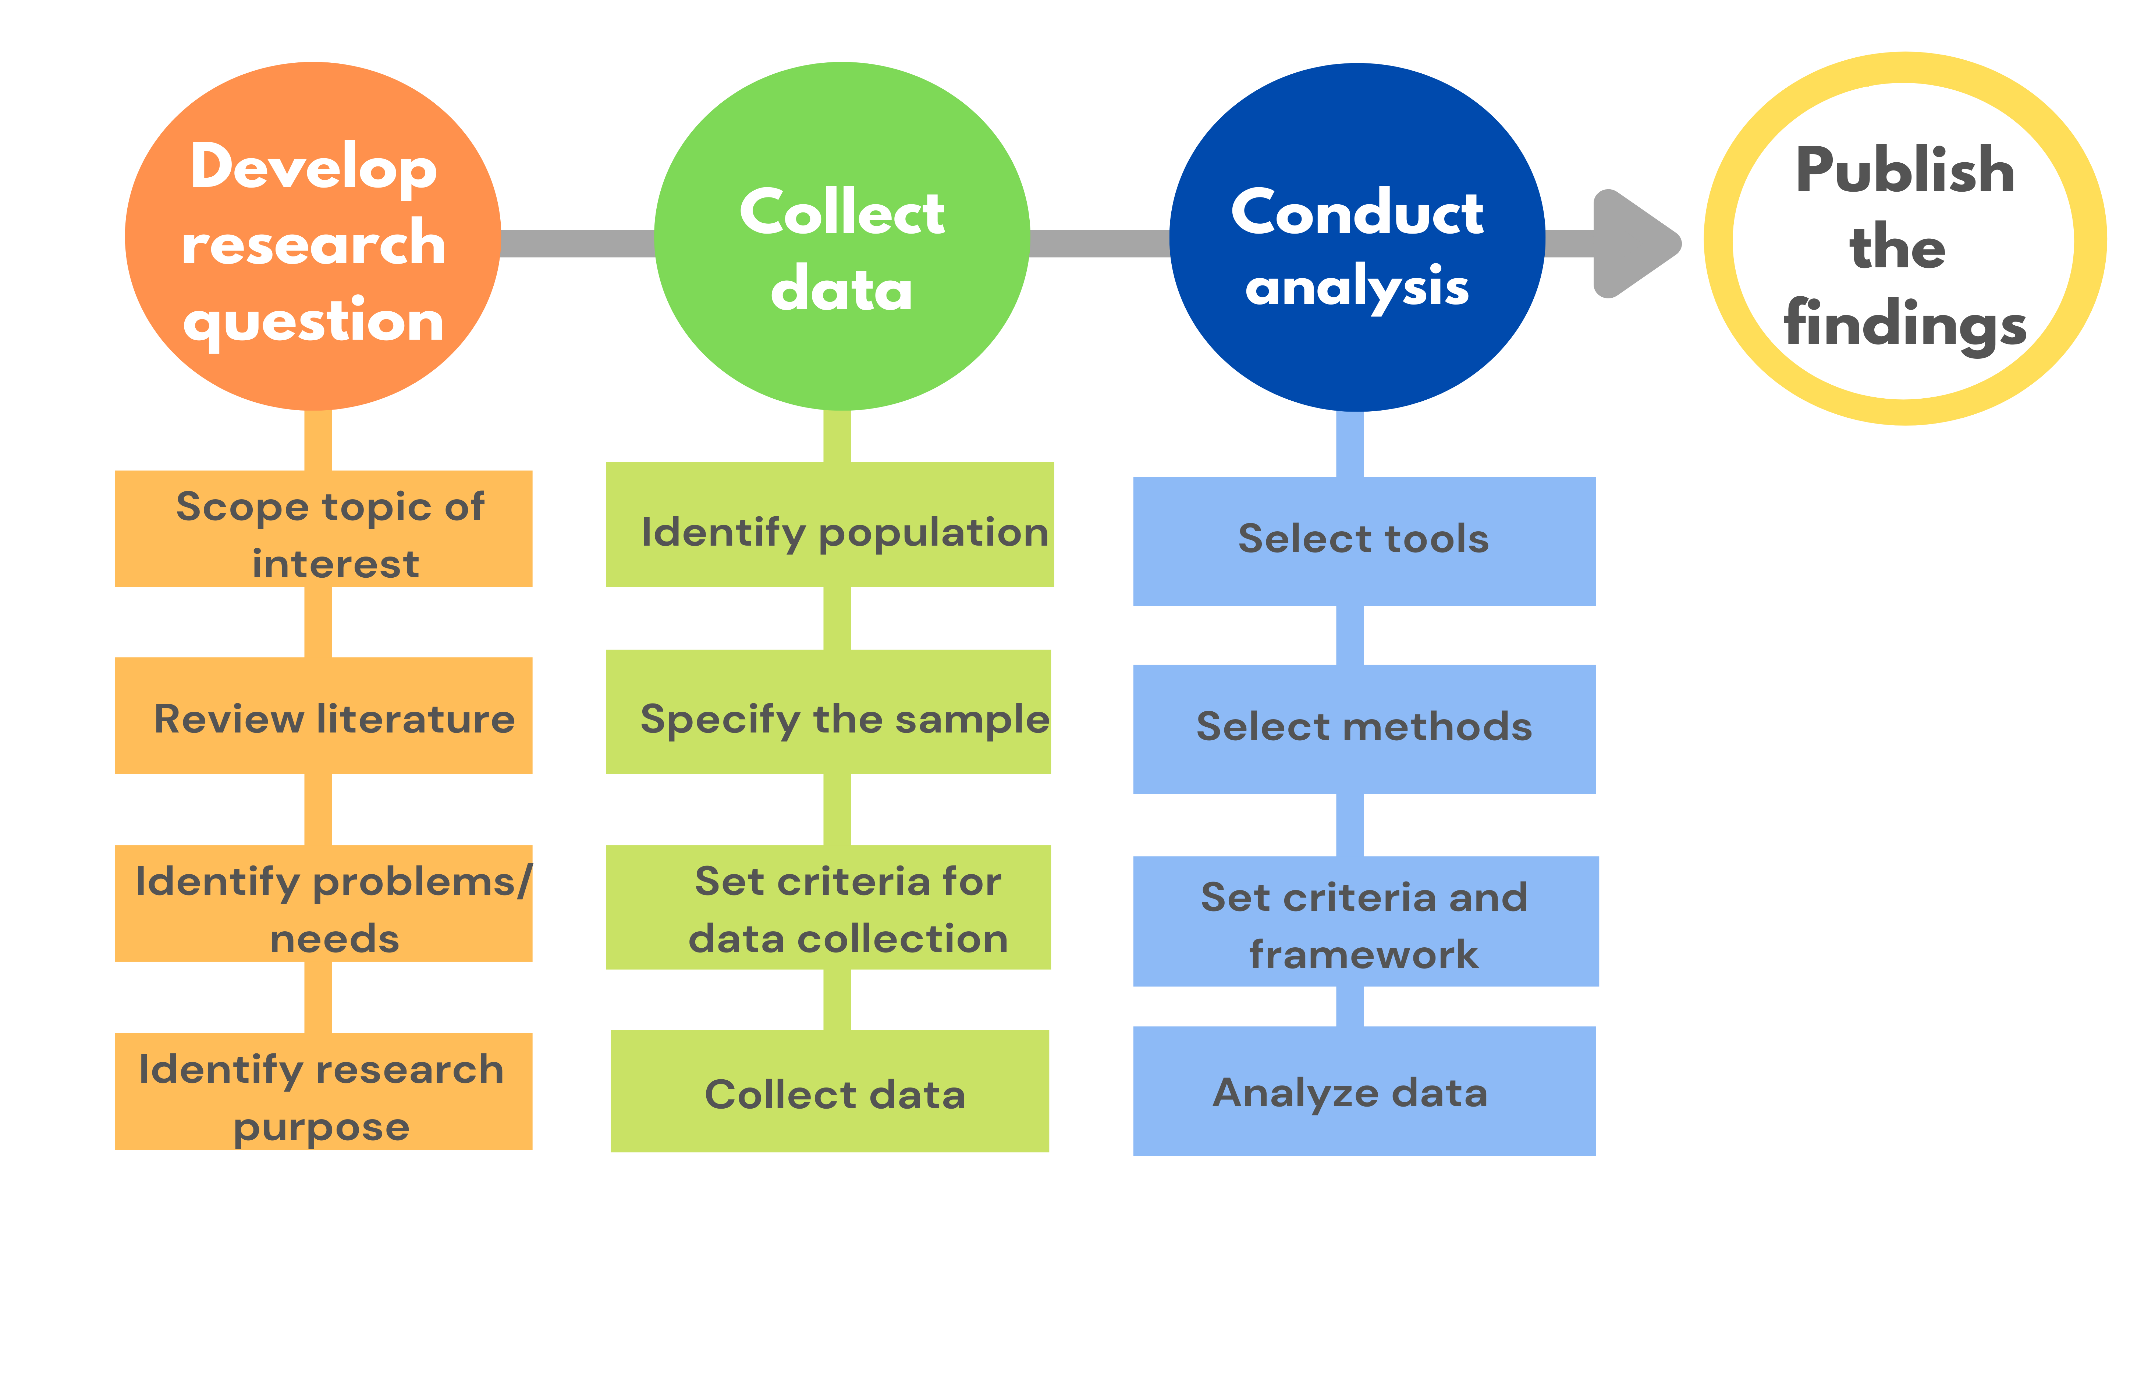 Develop
research
question
Collect
data
Conduct
analysis
Publish
the
findings
Scope topic of
interest
Review literature
Identify problems/
needs
Identify research
purpose
Identify population
Specify the sample
Set criteria for
data collection
Collect data
Select tools
Select methods
Set criteria and
framework
Analyze data